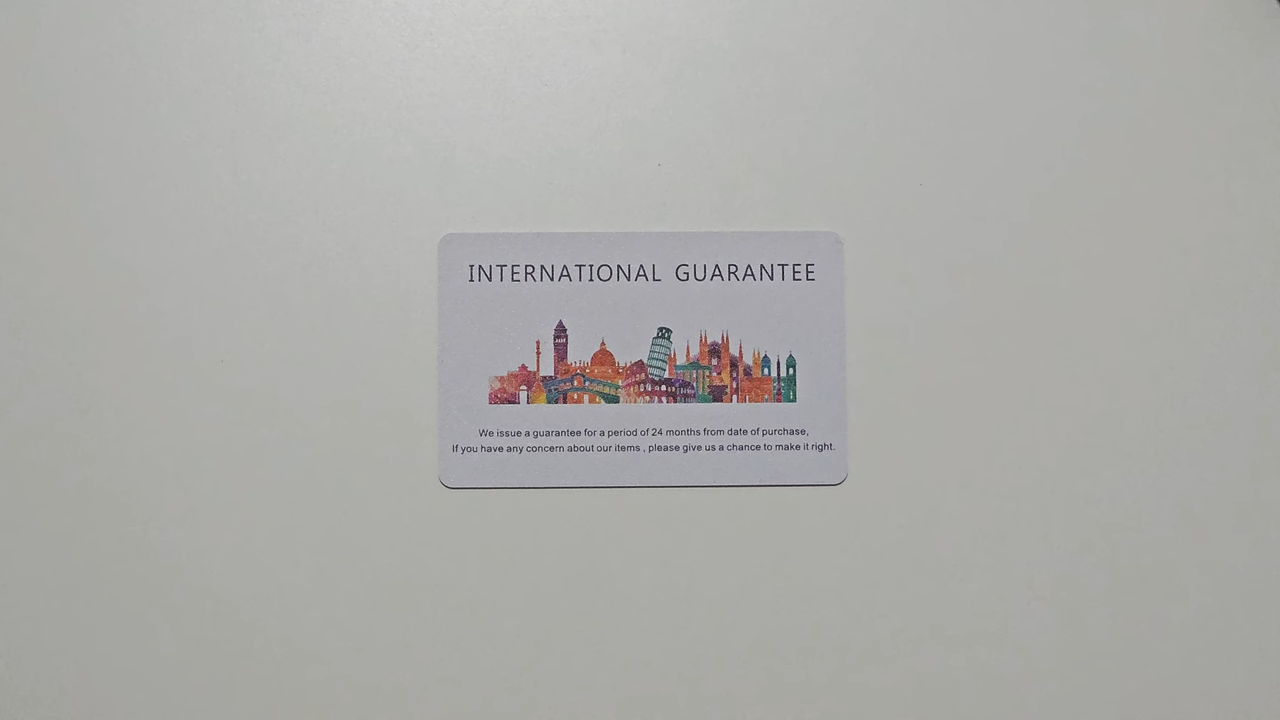 INTERNATIONAL GUARANTEE
We issue a guarantee for a period of 24 months from date of purchase,
If you have any concern about our items , please give us a chance to make it right.